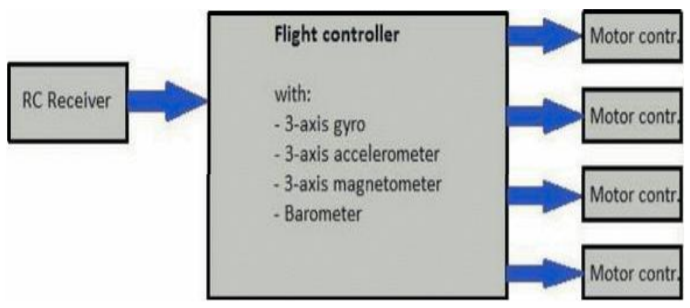 RC Receiver
Flight controller
with:
- 3-axis gyro
- 3-axis accelerometer
- 3-axis magnetometer
- Barometer
Motor contr.
Motor contr.
Motor contr.
Motor contr.